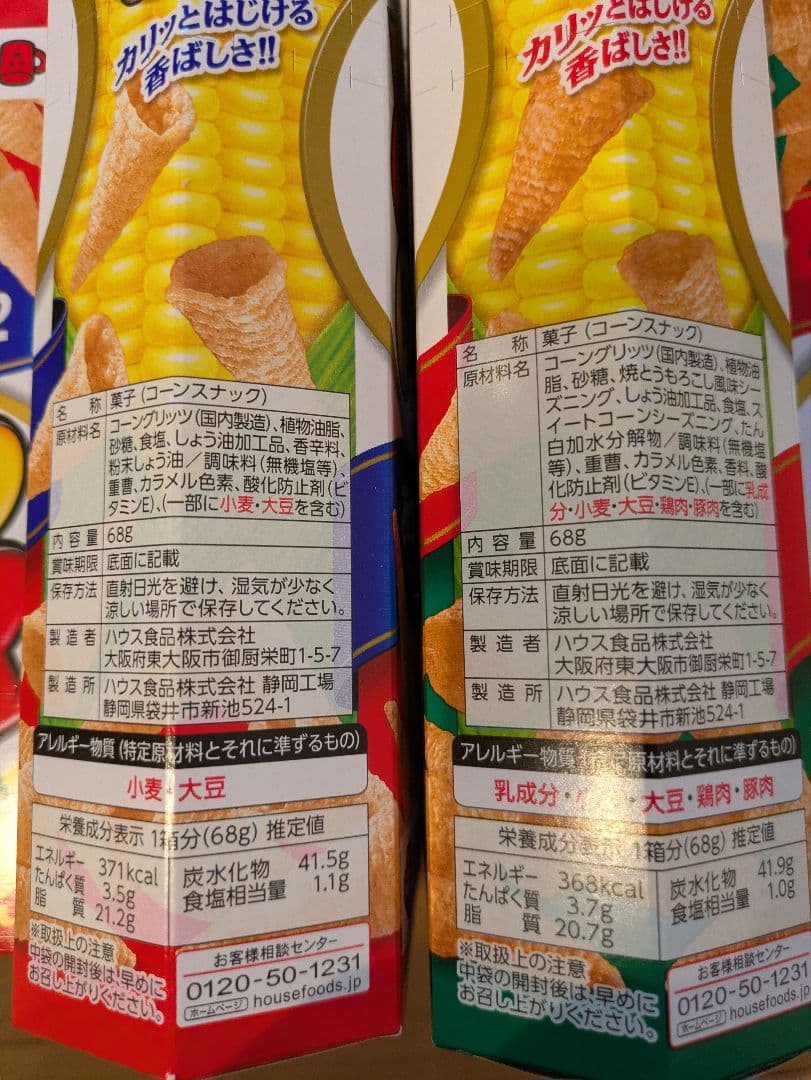 カリッとはじける
香ばしさ!!
名称 菓子(コーンスナック)
原材料名 コーングリッツ(国内製造)、植物油脂、
砂糖、食塩、しょう油加工品、香辛料、
粉末しょう油/調味料(無機塩等)、
重曹、カラメル色素、酸化防止剤(ビ
タミンE)、(一部に小麦・大豆を含む)
内容量 68g
賞味期限 底面に記載
保存方法 直射日光を避け、湿気が少なく
涼しい場所で保存してください。
製造者 ハウス食品株式会社
大阪府東大阪市御厨栄町1-5-7
製造所 ハウス食品株式会社 静岡工場
静岡県袋井市新池524-1
アレルギー物質(特定原材料とそれに準ずるもの)
小麦・大豆
栄養成分表示 1箱分(68g) 推定値
エネルギー 371kcal
たんぱく質 3.5g
脂質 21.2g
炭水化物 41.5g
食塩相当量 1.1g
※取扱上の注意
中袋の開封後は、早めに
お召し上がりください。
お客様相談センター
0120-50-1231
ホームページ housefoods.jp
カリッとはじける
香ばしさ!!
名称 菓子(コーンスナック)
原材料名 コーングリッツ(国内製造)、植物油
脂、砂糖、焼とうもろこし風味シー
ズニング、しょう油加工品、食塩、ス
イートコーンシーズニング、たん
白加水分解物/調味料(無機塩
等)、重曹、カラメル色素、香料、酸
化防止剤(ビタミンE)、(一部に乳成
分・小麦・大豆・鶏肉・豚肉を含む)
内容量 68g
賞味期限 底面に記載
保存方法 直射日光を避け、湿気が少なく
涼しい場所で保存してください。
製造者 ハウス食品株式会社
大阪府東大阪市御厨栄町1-5-7
製造所 ハウス食品株式会社 静岡工場
静岡県袋井市新池524-1
アレルギー物質(特定原材料とそれに準ずるもの)
乳成分・小麦・大豆・鶏肉・豚肉
栄養成分表示 1箱分(68g) 推定値
エネルギー 368kcal
たんぱく質 3.7g
脂質 20.7g
炭水化物 41.9g
食塩相当量 1.0g
※取扱上の注意
中袋の開封後は、早めに
お召し上がりください。
お客様相談センター
0120-50-1231
ホームページ housefoods.jp